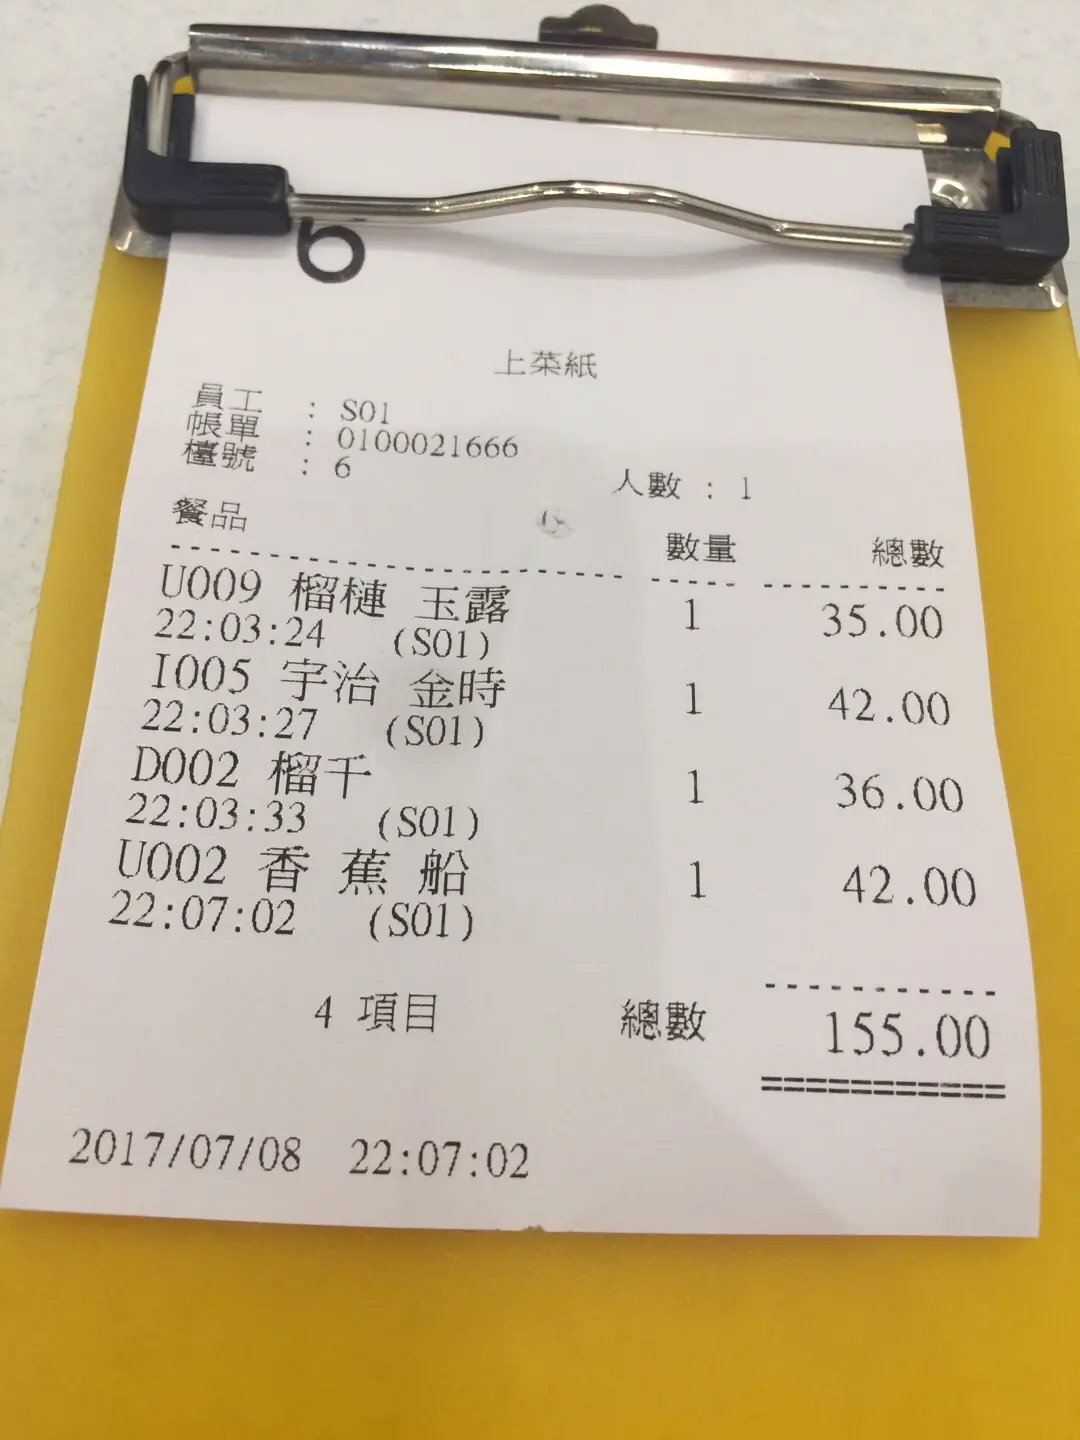 6
上菜紙
員工 : S01
帳單 : 0100021666
檯號 : 6 人數 : 1
餐品 數量 總數
U009 榴槤 玉露 1 35.00
22:03:24 (S01)
I005 宇治 金時 1 42.00
22:03:27 (S01)
D002 榴千 1 36.00
22:03:33 (S01)
U002 香 蕉 船 1 42.00
22:07:02 (S01)
4 項目 總數 155.00
2017/07/08 22:07:02